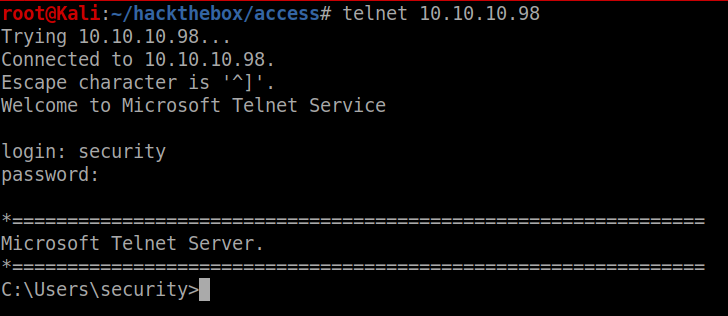 root@Kali:~/hackthebox/access# telnet 10.10.10.98
Trying 10.10.10.98...
Connected to 10.10.10.98.
Escape character is '^]'.
Welcome to Microsoft Telnet Service
login: security
password:
*===============================================================
Microsoft Telnet Server.
*===============================================================
C:\Users\security>